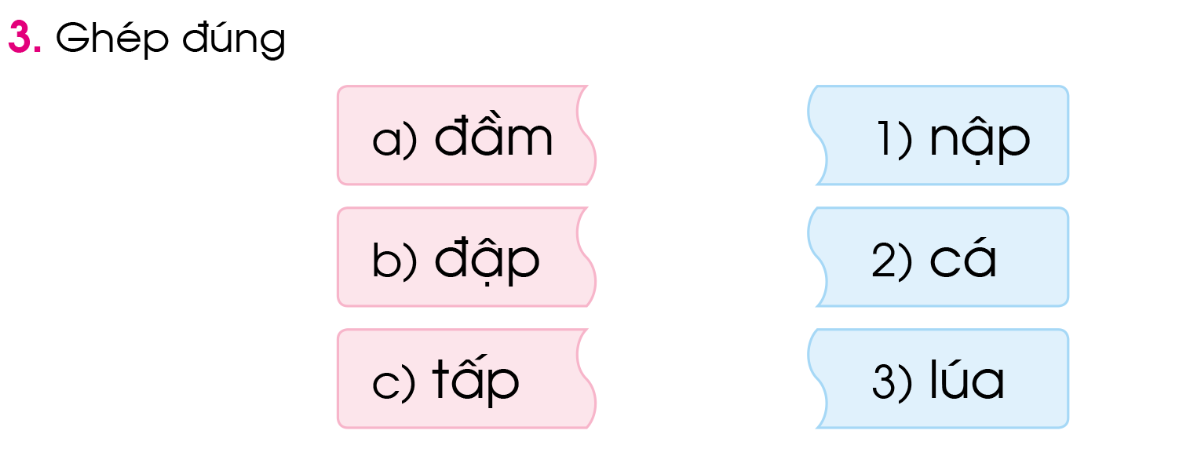 3. Ghép đúng
a) đầm 1) nập
b) đập 2) cá
c) tấp 3) lúa